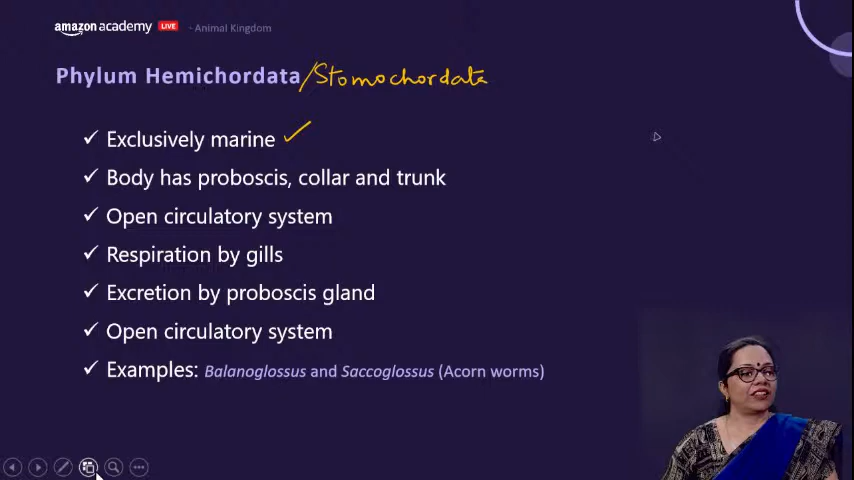 amazon academy LIVE - Animal Kingdom
Phylum Hemichordata/Stomochordata
✓ Exclusively marine ✓
✓ Body has proboscis, collar and trunk
✓ Open circulatory system
✓ Respiration by gills
✓ Excretion by proboscis gland
✓ Open circulatory system
✓ Examples: Balanoglossus and Saccoglossus (Acorn worms)